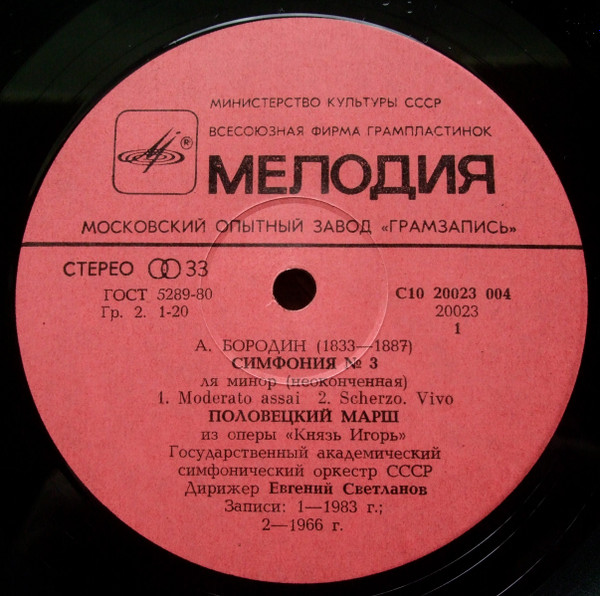 МИНИСТЕРСТВО КУЛЬТУРЫ СССР
ВСЕСОЮЗНАЯ ФИРМА ГРАМПЛАСТИНОК
®
МЕЛОДИЯ
МОСКОВСКИЙ ОПЫТНЫЙ ЗАВОД «ГРАМЗАПИСЬ»
СТЕРЕО 33
ГОСТ 5289-80
Гр. 2. 1-20
С10 20023 004
20023
1
А. БОРОДИН (1833—1887)
СИМФОНИЯ № 3
ля минор (неоконченная)
1. Moderato assai 2. Scherzo. Vivo
ПОЛОВЕЦКИЙ МАРШ
из оперы «Князь Игорь»
Государственный академический
симфонический оркестр СССР
Дирижер Евгений Светланов
Записи: 1—1983 г.;
2—1966 г.